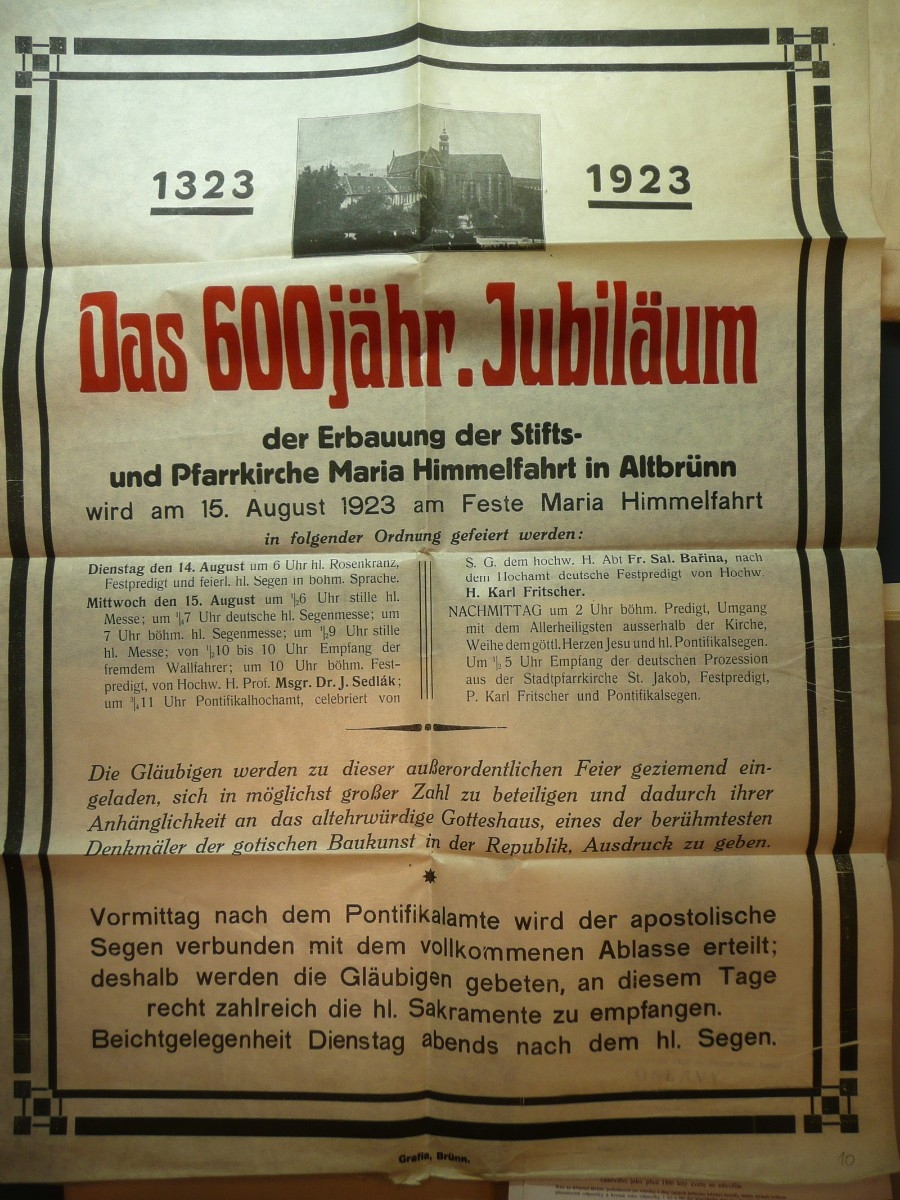 1323
1923
Das 600jähr. Jubiläum
der Erbauung der Stifts-
und Pfarrkirche Maria Himmelfahrt in Altbrünn
wird am 15. August 1923 am Feste Maria Himmelfahrt
in folgender Ordnung gefeiert werden:
Dienstag den 14. August um 6 Uhr hl. Rosenkranz,
Festpredigt und feierl. hl. Segen in böhm. Sprache.
Mittwoch den 15. August um ½6 Uhr stille hl.
Messe; um ¼7 Uhr deutsche hl. Segenmesse; um
7 Uhr böhm. hl. Segenmesse; um ½9 Uhr stille
hl. Messe; von ½10 bis 10 Uhr Empfang der
fremdem Wallfahrer; um 10 Uhr böhm. Fest-
predigt, von Hochw. H. Prof. Msgr. Dr. J. Sedlák;
um ¾11 Uhr Pontifikalhochamt, celebriert von
S. G. dem hochw. H. Abt Fr. Sal. Bařina, nach
dem Hochamt deutsche Festpredigt von Hochw.
H. Karl Fritscher.
NACHMITTAG um 2 Uhr böhm. Predigt, Umgang
mit dem Allerheiligsten ausserhalb der Kirche,
Weihe dem göttl. Herzen Jesu und hl. Pontifikalsegen.
Um ½5 Uhr Empfang der deutschen Prozession
aus der Stadtpfarrkirche St. Jakob, Festpredigt,
P. Karl Fritscher und Pontifikalsegen.
Die Gläubigen werden zu dieser außerordentlichen Feier geziemend ein-
geladen, sich in möglichst großer Zahl zu beteiligen und dadurch ihrer
Anhänglichkeit an das altehrwürdige Gotteshaus, eines der berühmtesten
Denkmäler der gotischen Baukunst in der Republik, Ausdruck zu geben.
Vormittag nach dem Pontifikalamte wird der apostolische
Segen verbunden mit dem vollkommenen Ablasse erteilt;
deshalb werden die Gläubigen gebeten, an diesem Tage
recht zahlreich die hl. Sakramente zu empfangen.
Beichtgelegenheit Dienstag abends nach dem hl. Segen.
Grafia, Brünn.
10